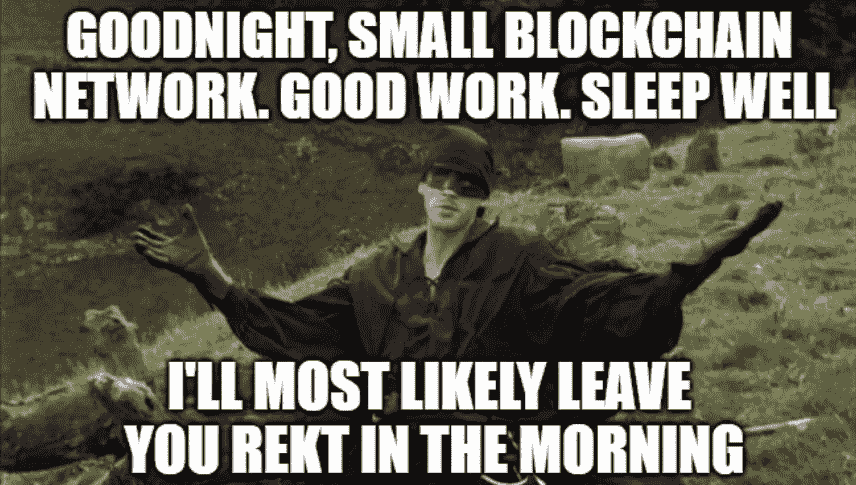 GOODNIGHT, SMALL BLOCKCHAIN
NETWORK. GOOD WORK. SLEEP WELL
I'LL MOST LIKELY LEAVE
YOU REKT IN THE MORNING